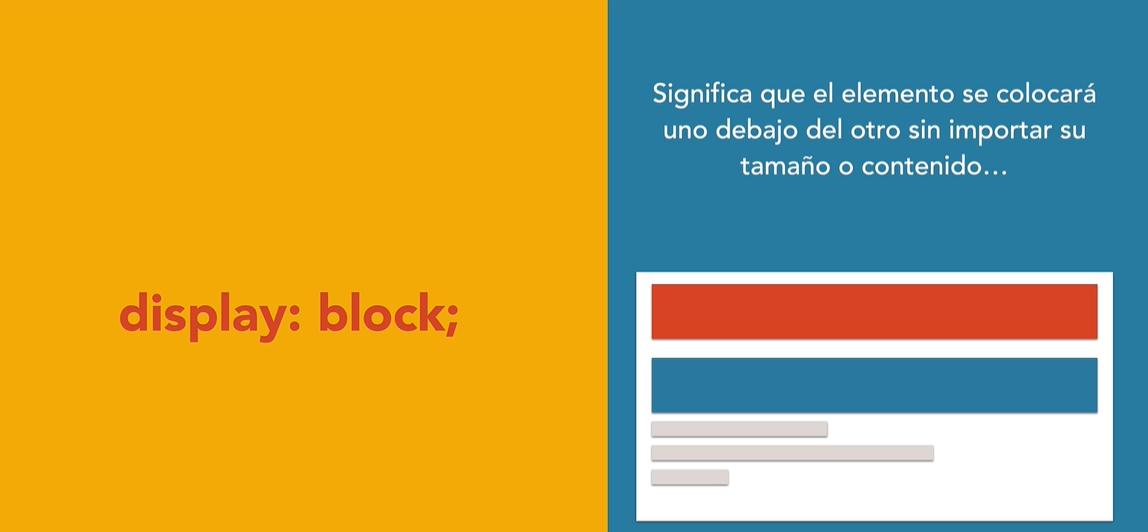 display: block;
Significa que el elemento se colocará
uno debajo del otro sin importar su
tamaño o contenido…